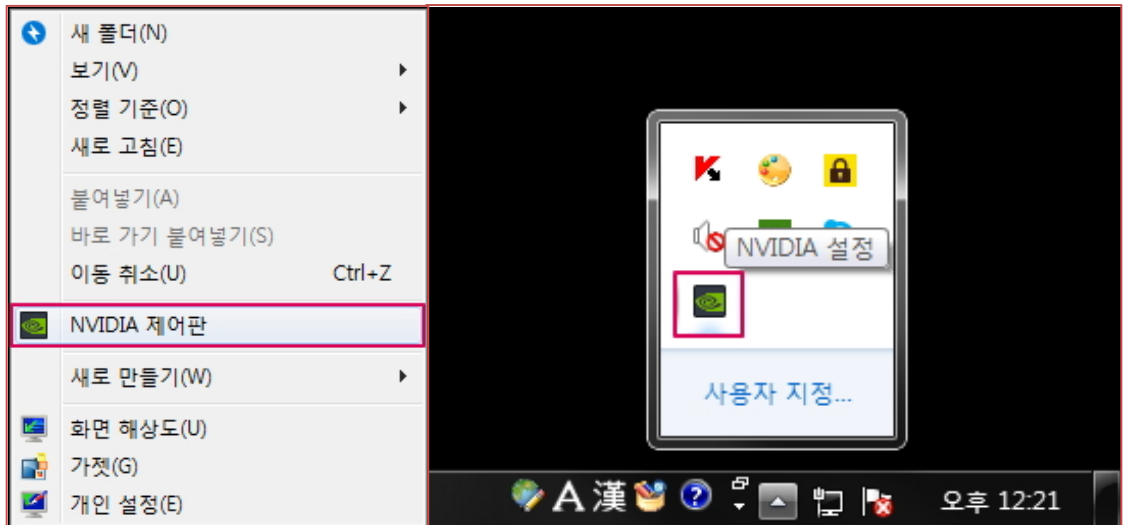 새 폴더(N)
보기(V)
정렬 기준(O)
새로 고침(E)
붙여넣기(A)
바로 가기 붙여넣기(S)
이동 취소(U) Ctrl+Z
NVIDIA 제어판
새로 만들기(W)
화면 해상도(U)
가젯(G)
개인 설정(E)
NVIDIA 설정
사용자 지정...
A 漢 오후 12:21